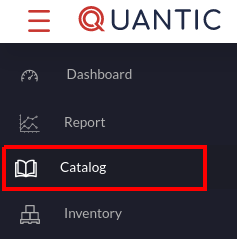 QUANTIC
Dashboard
Report
Catalog
Inventory